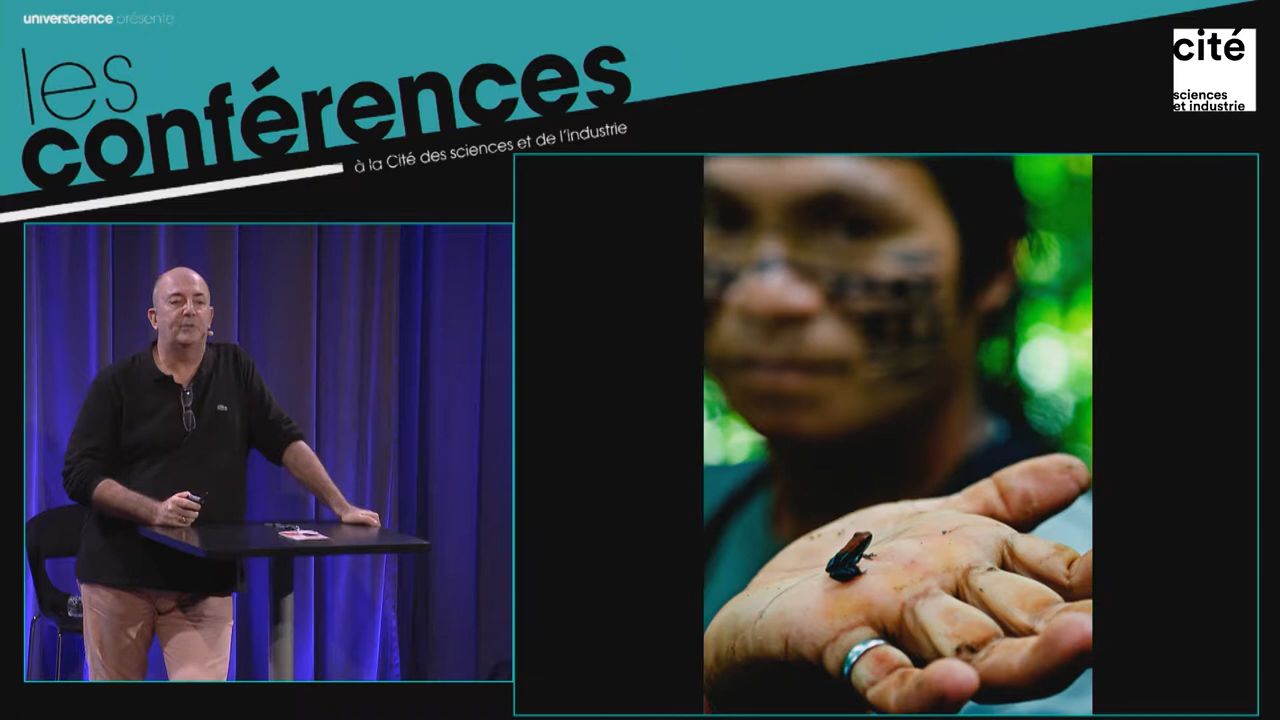 universcience présente
les
conférences
à la Cité des sciences et de l'industrie
cité
sciences
et industrie